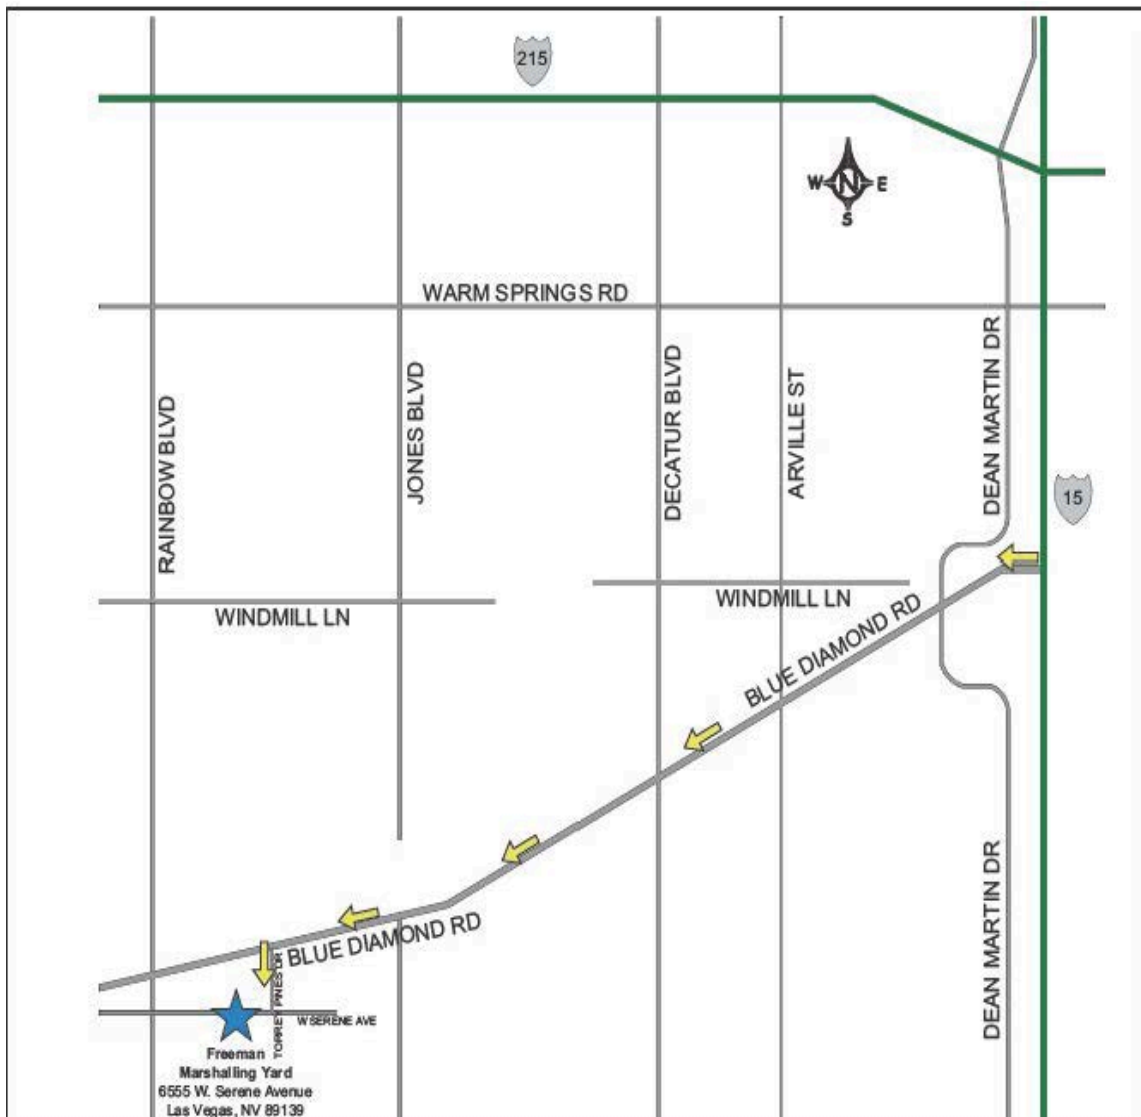 215
W N E
S
WARM SPRINGS RD
RAINBOW BLVD
JONES BLVD
DECATUR BLVD
ARVILLE ST
DEAN MARTIN DR
15
WINDMILL LN
WINDMILL LN
BLUE DIAMOND RD
BLUE DIAMOND RD
DEAN MARTIN DR
TORREY PINES DR
W SERENE AVE
Freeman
Marshalling Yard
6555 W. Serene Avenue
Las Vegas, NV 89139